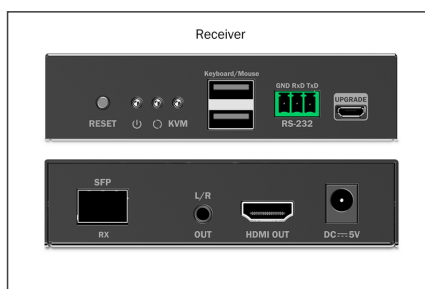 Receiver
Keyboard/Mouse
GND RxD TxD
UPGRADE
RESET
KVM
RS-232
SFP
L/R
RX
OUT
HDMI OUT
DC⎓5V